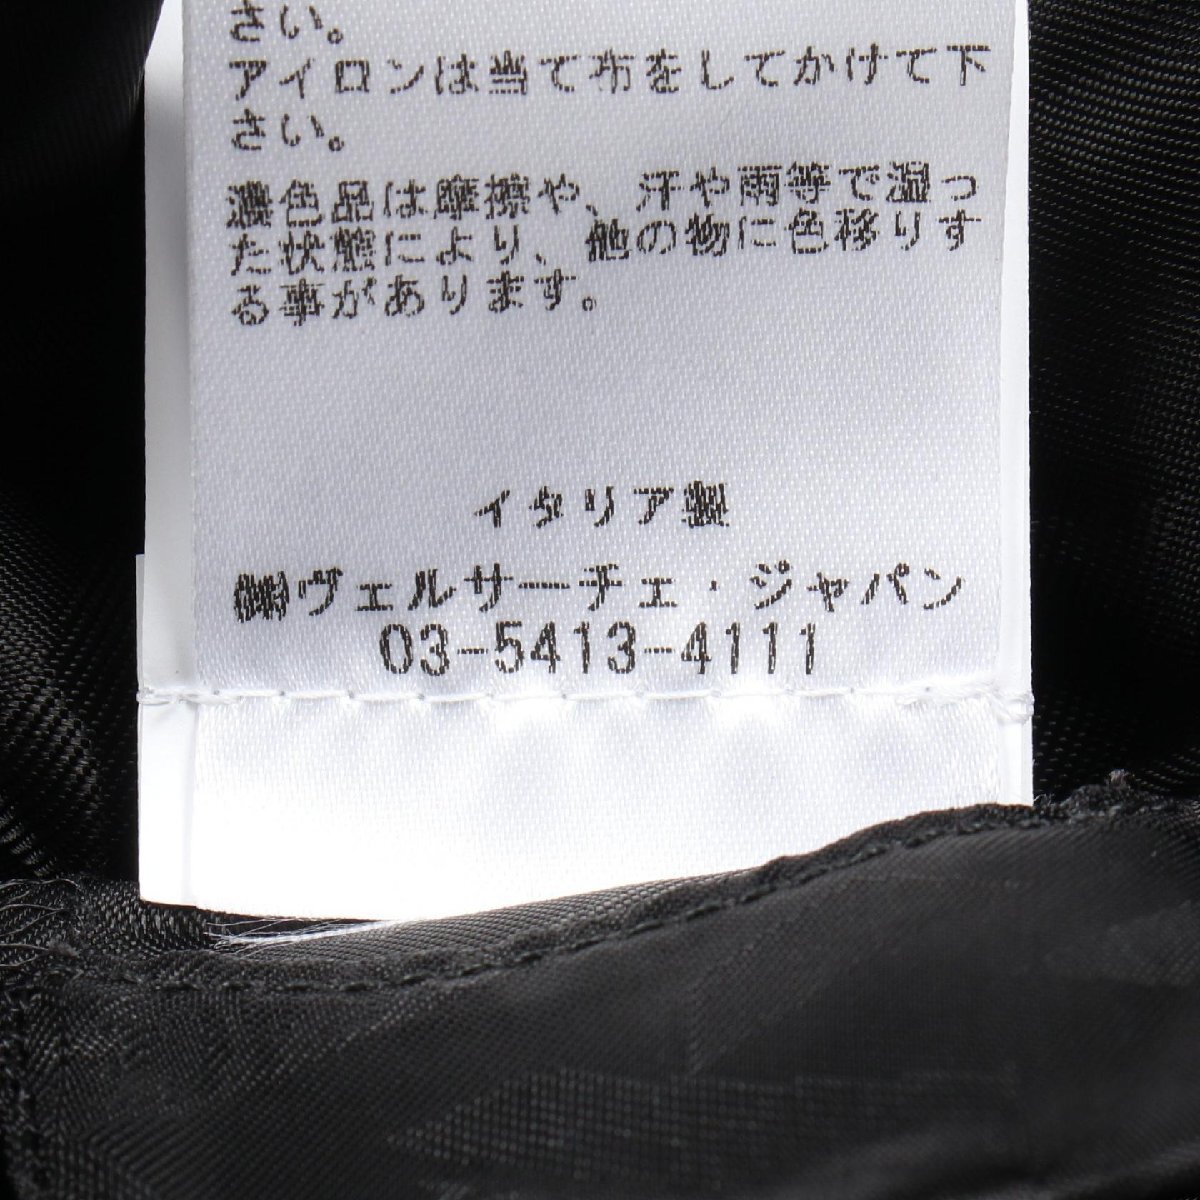 さい。
アイロンは当て布をしてかけて下
さい。
濃色品は摩擦や、汗や雨等で湿っ
た状態により、他の物に色移りす
る事があります。
イタリア製
㈱ヴェルサーチェ・ジャパン
03-5413-4111